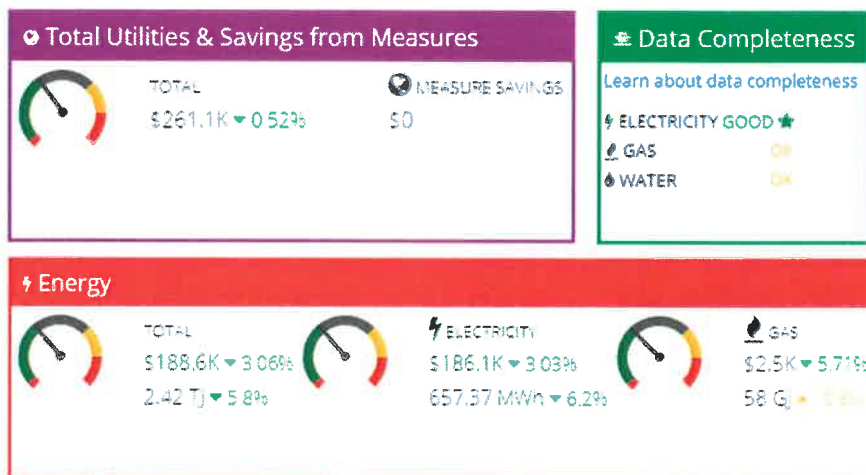 Total Utilities & Savings from Measures
TOTAL
MEASURE SAVINGS
$261.1K 0.52%
$0
Data Completeness
Learn about data completeness
ELECTRICITY GOOD
GAS OK
WATER OK
Energy
TOTAL
$188.6K 3.06%
2.42 Tj 5.8%
ELECTRICITY
$186.1K 3.03%
657.37 MWh 6.2%
GAS
$2.5K 5.71%
58 Gj